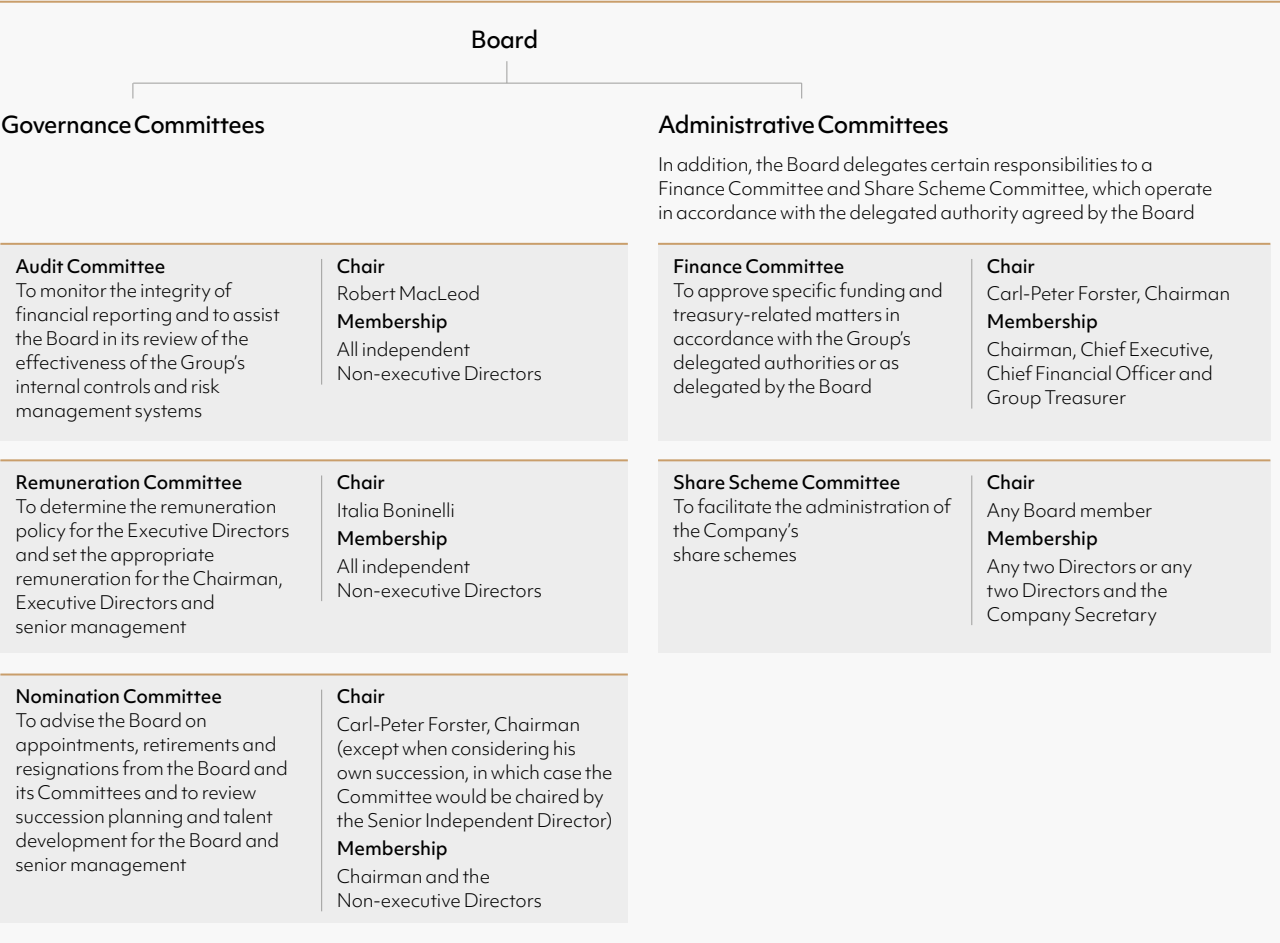 Board
Governance Committees
Administrative Committees
In addition, the Board delegates certain responsibilities to a
Finance Committee and Share Scheme Committee, which operate
in accordance with the delegated authority agreed by the Board
Audit Committee
To monitor the integrity of
financial reporting and to assist
the Board in its review of the
effectiveness of the Group's
internal controls and risk
management systems
Chair
Robert MacLeod
Membership
All independent
Non-executive Directors
Finance Committee
To approve specific funding and
treasury-related matters in
accordance with the Group's
delegated authorities or as
delegated by the Board
Chair
Carl-Peter Forster, Chairman
Membership
Chairman, Chief Executive,
Chief Financial Officer and
Group Treasurer
Remuneration Committee
To determine the remuneration
policy for the Executive Directors
and set the appropriate
remuneration for the Chairman,
Executive Directors and
senior management
Chair
Italia Boninelli
Membership
All independent
Non-executive Directors
Share Scheme Committee
To facilitate the administration of
the Company's
share schemes
Chair
Any Board member
Membership
Any two Directors or any
two Directors and the
Company Secretary
Nomination Committee
To advise the Board on
appointments, retirements and
resignations from the Board and
its Committees and to review
succession planning and talent
development for the Board and
senior management
Chair
Carl-Peter Forster, Chairman
(except when considering his
own succession, in which case the
Committee would be chaired by
the Senior Independent Director)
Membership
Chairman and the
Non-executive Directors